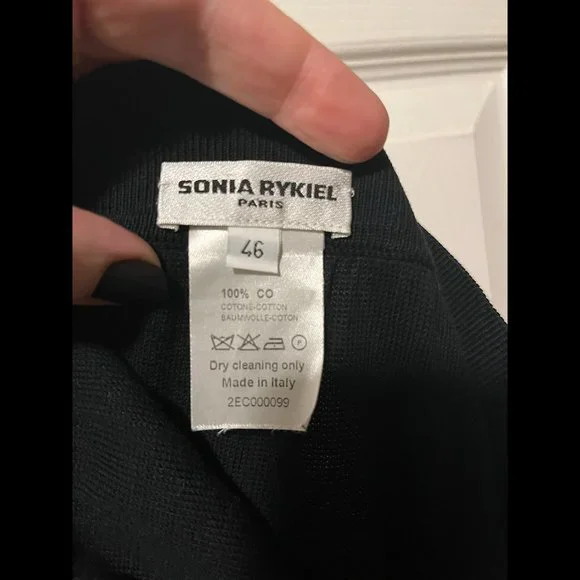 SONIA RYKIEL
PARIS
46
100% CO
COTONE-COTTON
BAUMWOLLE-COTON
P
Dry cleaning only
Made in Italy
2EC000099